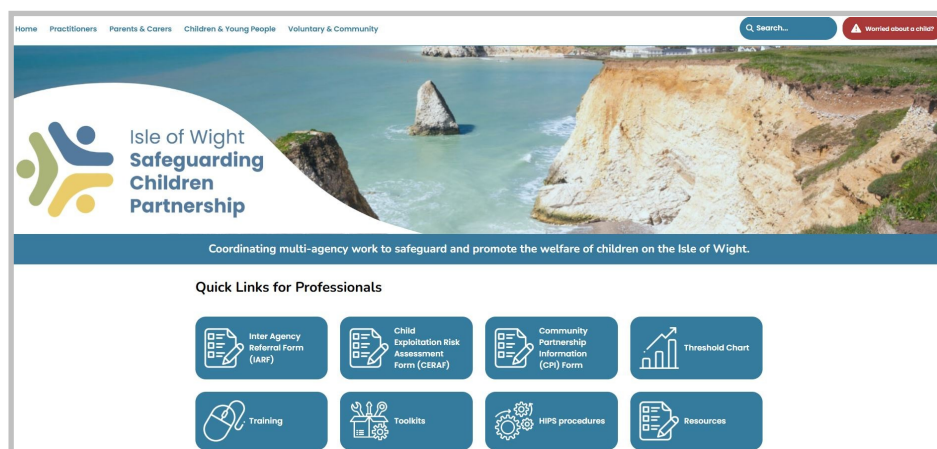 Home Practitioners Parents & Carers Children & Young People Voluntary & Community
Search...
Worried about a child?
Isle of Wight
Safeguarding
Children
Partnership
Coordinating multi-agency work to safeguard and promote the welfare of children on the Isle of Wight.
Quick Links for Professionals
Inter Agency
Referral Form
(IARF)
Child
Exploitation Risk
Assessment
Form (CERAF)
Community
Partnership
Information
(CPI) Form
Threshold Chart
Training
Toolkits
HIPS procedures
Resources